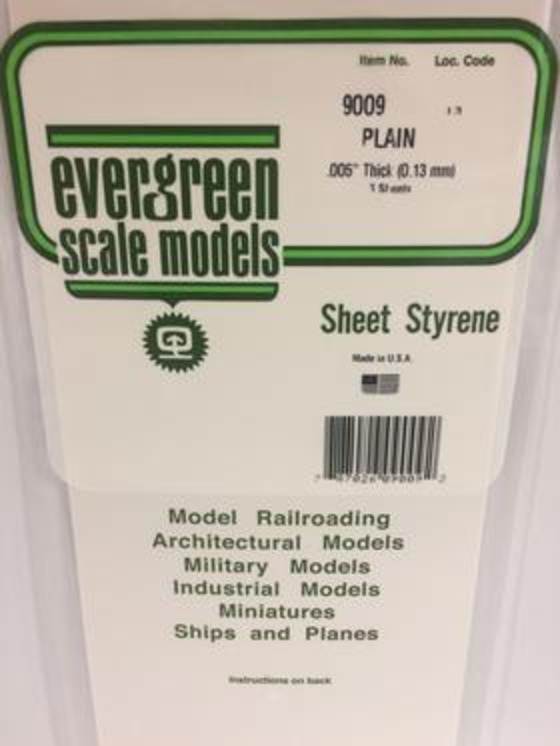 Item No. Loc. Code
9009
PLAIN
.005" Thick (0.13 mm)
Sheets
evergreen
scale models
Sheet Styrene
Made in U.S.A.
Model Railroading
Architectural Models
Military Models
Industrial Models
Miniatures
Ships and Planes
Instructions on back